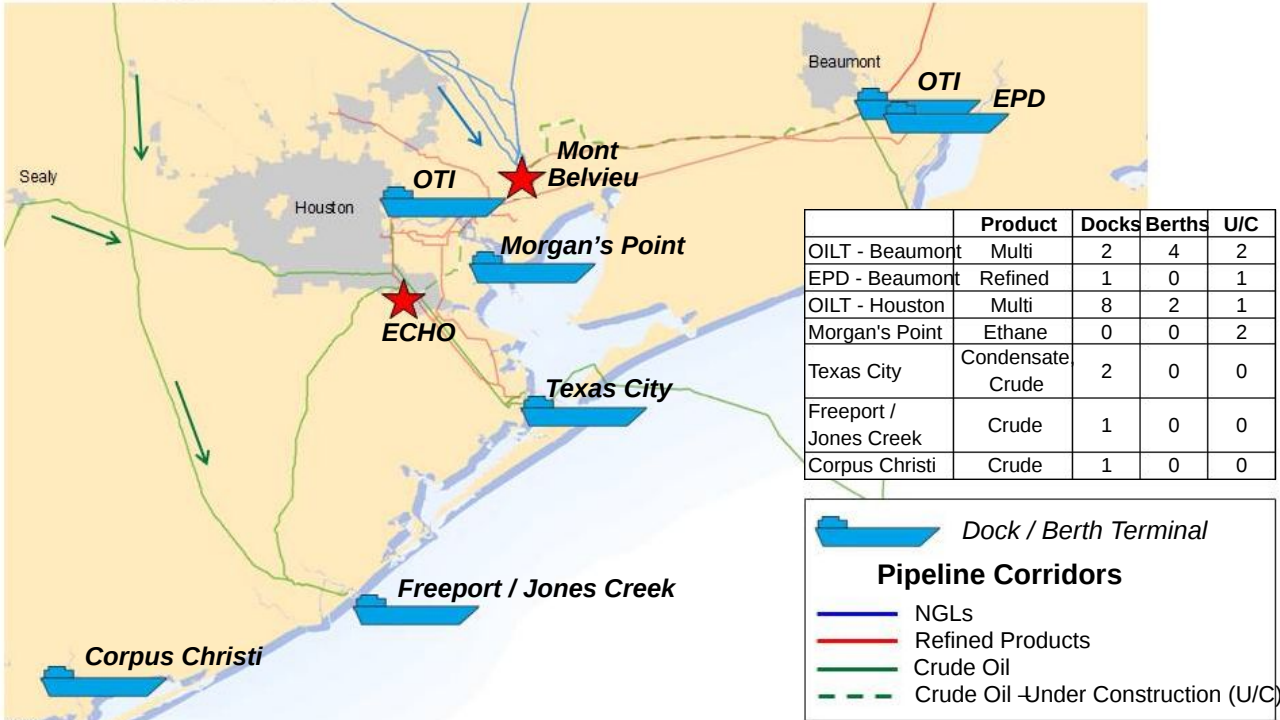 Beaumont
OTI
EPD
Mont
Belvieu
Sealy
OTI
Houston
Morgan's Point
ECHO
Texas City
Freeport / Jones Creek
Corpus Christi
Product Docks Berths U/C
OILT - Beaumont Multi 2 4 2
EPD - Beaumont Refined 1 0 1
OILT - Houston Multi 8 2 1
Morgan's Point Ethane 0 0 2
Texas City Condensate, Crude 2 0 0
Freeport / Jones Creek Crude 1 0 0
Corpus Christi Crude 1 0 0
Dock / Berth Terminal
Pipeline Corridors
NGLs
Refined Products
Crude Oil
Crude Oil –Under Construction (U/C)